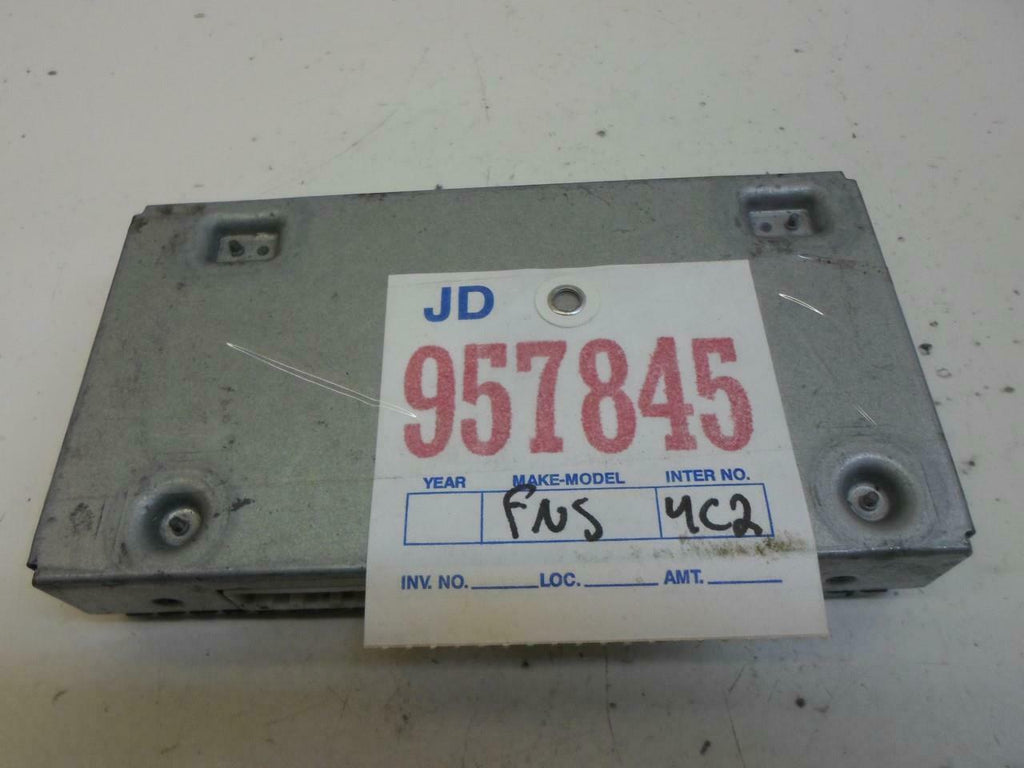 JD
957845
YEAR MAKE-MODEL INTER NO.
FNS 4C2
INV. NO. LOC. AMT.